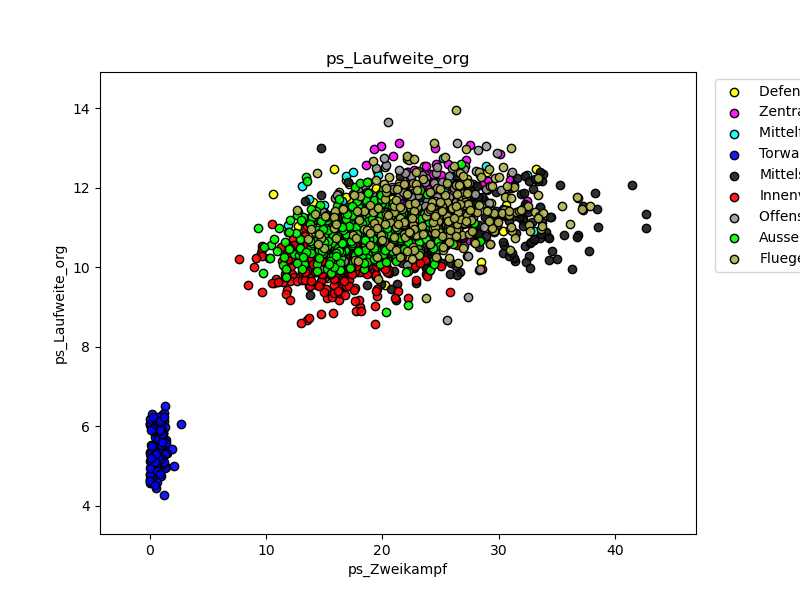 ps_Laufweite_org
14
12
10
8
6
4
0
10
20
30
40
ps_Laufweite_org
ps_Zweikampf
Defen
Zentra
Mittelf
Torwa
Mittels
Innenv
Offens
Ausse
Fluege